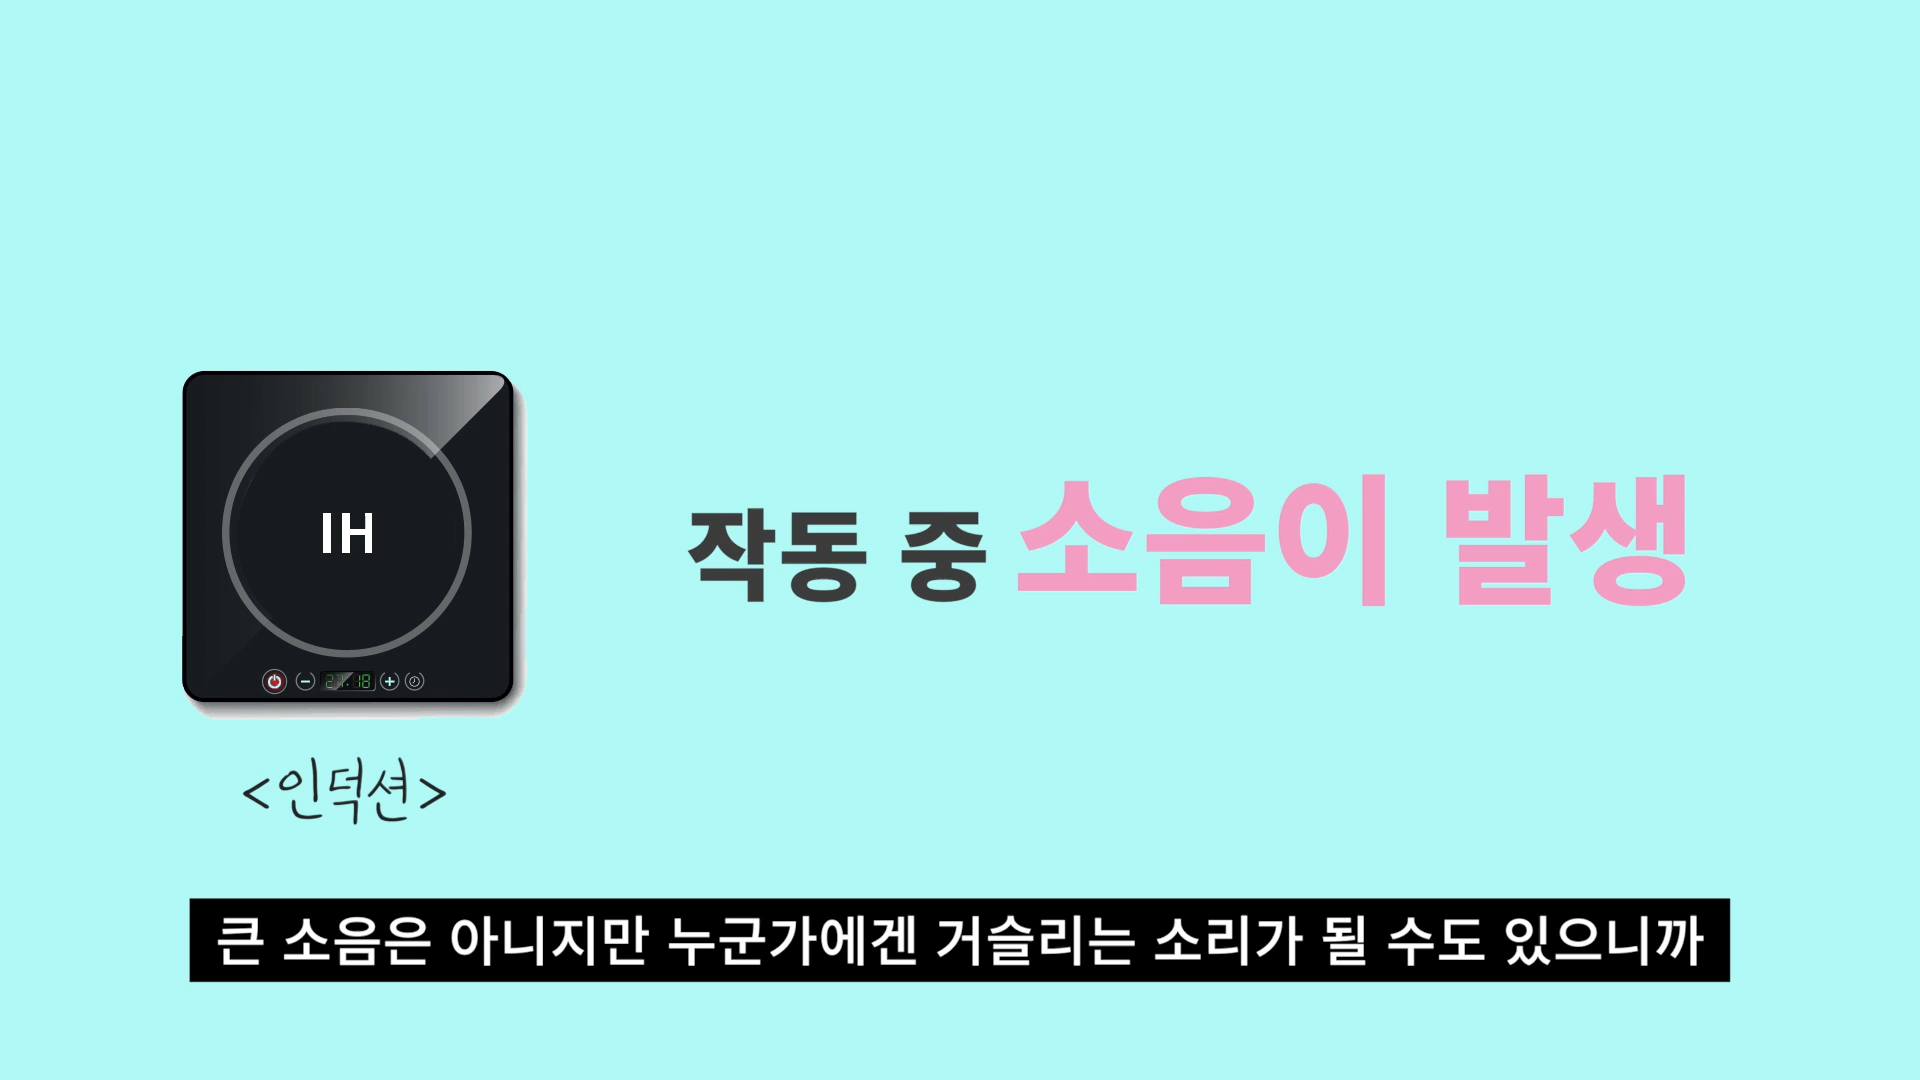 작동 중 소음이 발생
IH
21:18
<인덕션>
큰 소음은 아니지만 누군가에겐 거슬리는 소리가 될 수도 있으니까